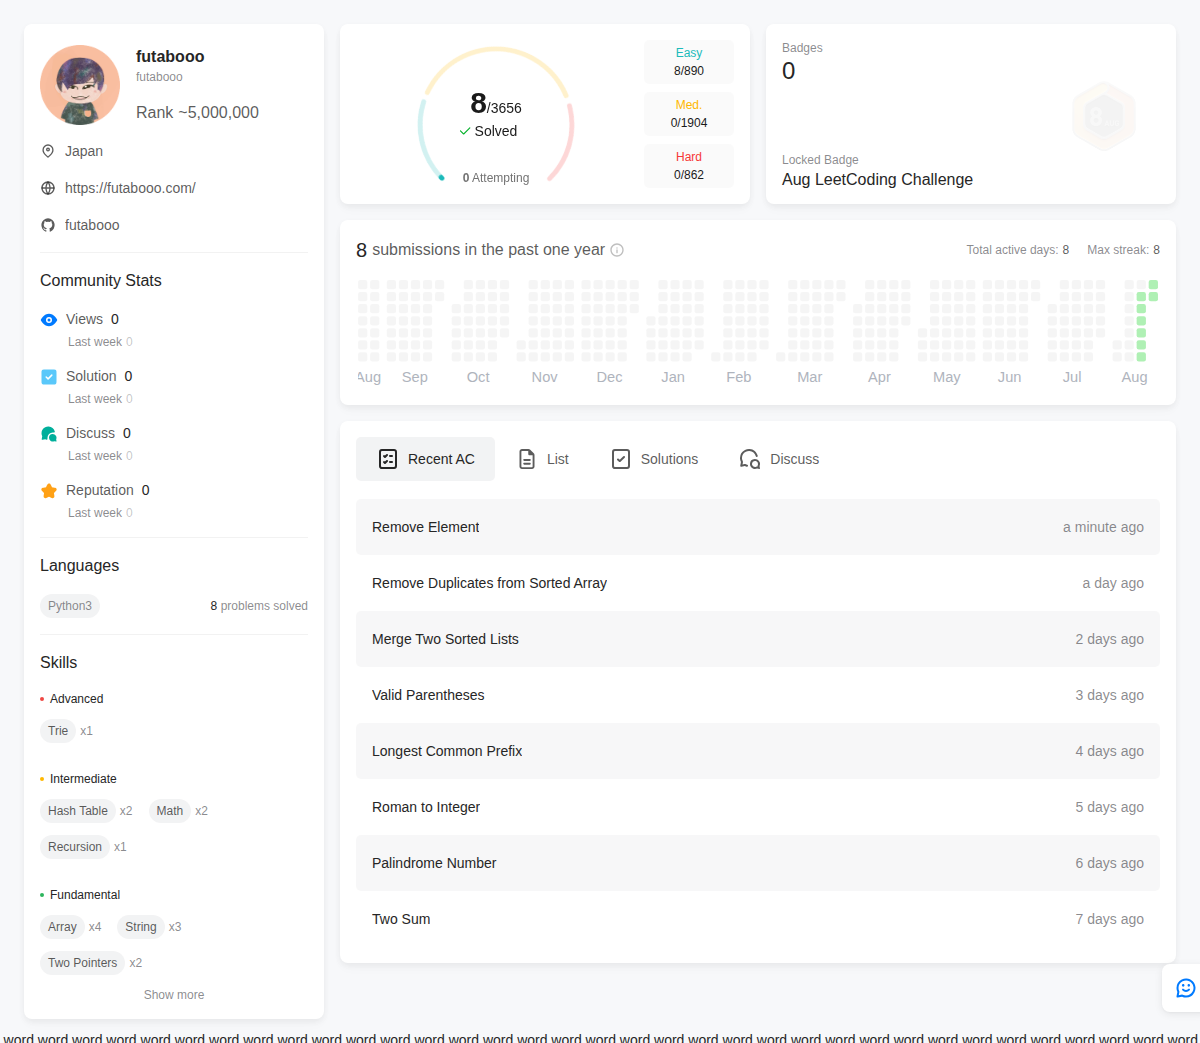 futabooo
futabooo
Rank ~5,000,000
Japan
https://futabooo.com/
futabooo
Community Stats
Views 0
Last week 0
Solution 0
Last week 0
Discuss 0
Last week 0
Reputation 0
Last week 0
Languages
Python3 8 problems solved
Skills
Advanced
Trie x1
Intermediate
Hash Table x2 Math x2
Recursion x1
Fundamental
Array x4 String x3
Two Pointers x2
Show more
8/3656
Solved
0 Attempting
Easy
8/890
Med.
0/1904
Hard
0/862
Badges
0
Locked Badge
Aug LeetCoding Challenge
8 submissions in the past one year Total active days: 8 Max streak: 8
Aug Sep Oct Nov Dec Jan Feb Mar Apr May Jun Jul Aug
Recent AC List Solutions Discuss
Remove Element a minute ago
Remove Duplicates from Sorted Array a day ago
Merge Two Sorted Lists 2 days ago
Valid Parentheses 3 days ago
Longest Common Prefix 4 days ago
Roman to Integer 5 days ago
Palindrome Number 6 days ago
Two Sum 7 days ago
word word word word word word word word word word word word word word word word word word word word word word word word word word word word word word word word word word word